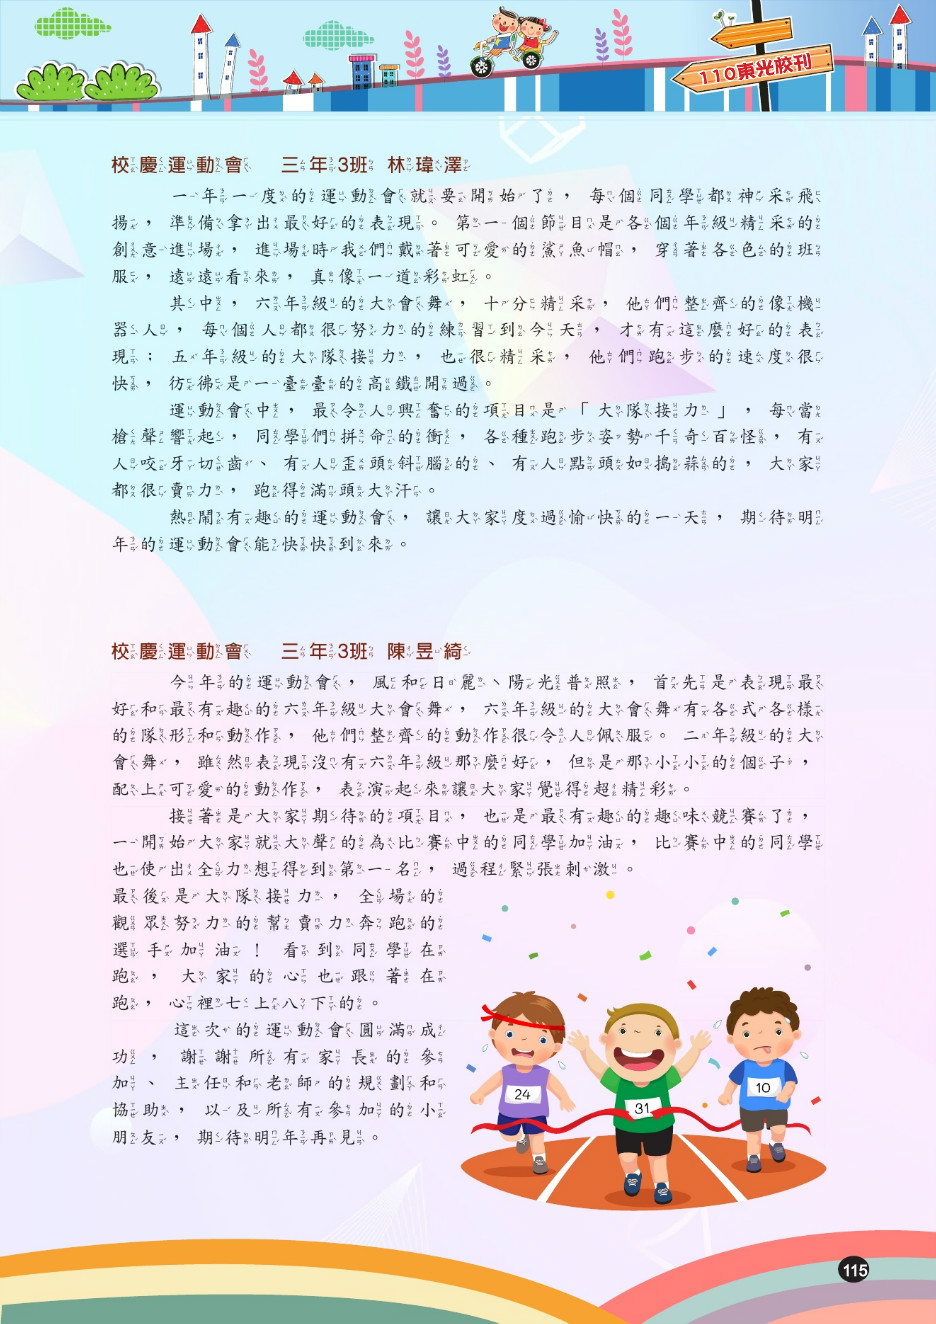 110東光校刊
校慶運動會 三年3班 林瑋澤
一年一度的運動會就要開始了，每個同學都神采飛
揚，準備拿出最好的表現。第一個節目是各個年級精采的
創意進場，進場時我們戴著可愛的鯊魚帽，穿著各色的班
服，遠遠看來，真像一道彩虹。
其中，六年級的大會舞，十分精采，他們整齊的像機
器人，每個人都很努力的練習到今天，才有這麼好的表
現；五年級的大隊接力，也很精采，他們跑步的速度很
快，彷彿是一臺臺的高鐵開過。
運動會中，最令人興奮的項目是「大隊接力」，每當
槍聲響起，同學們拼命的衝，各種跑步姿勢千奇百怪，有
人咬牙切齒、有人歪頭斜腦的、有人點頭如搗蒜的，大家
都很賣力，跑得滿頭大汗。
熱鬧有趣的運動會，讓大家度過愉快的一天，期待明
年的運動會能快快到來。
校慶運動會 三年3班 陳昱綺
今年的運動會，風和日麗、陽光普照，首先是表現最
好和最有趣的六年級大會舞，六年級的大會舞有各式各樣
的隊形和動作，他們整齊的動作很令人佩服。二年級的大
會舞，雖然表現沒有六年級那麼好，但是那小小的個子，
配上可愛的動作，表演起來讓大家覺得超精彩。
接著是大家期待的項目，也是最有趣的趣味競賽了，
一開始大家就大聲的為比賽中的同學加油，比賽中的同學
也使出全力想得到第一名，過程緊張刺激。
最後是大隊接力，全場的
觀眾努力的幫賣力奔跑的
選手加油！看到同學在
跑，大家的心也跟著在
跑，心裡七上八下的。
這次的運動會圓滿成
功，謝謝所有家長的參
加、主任和老師的規劃和
協助，以及所有參加的小
朋友，期待明年再見。
24
31
10
115